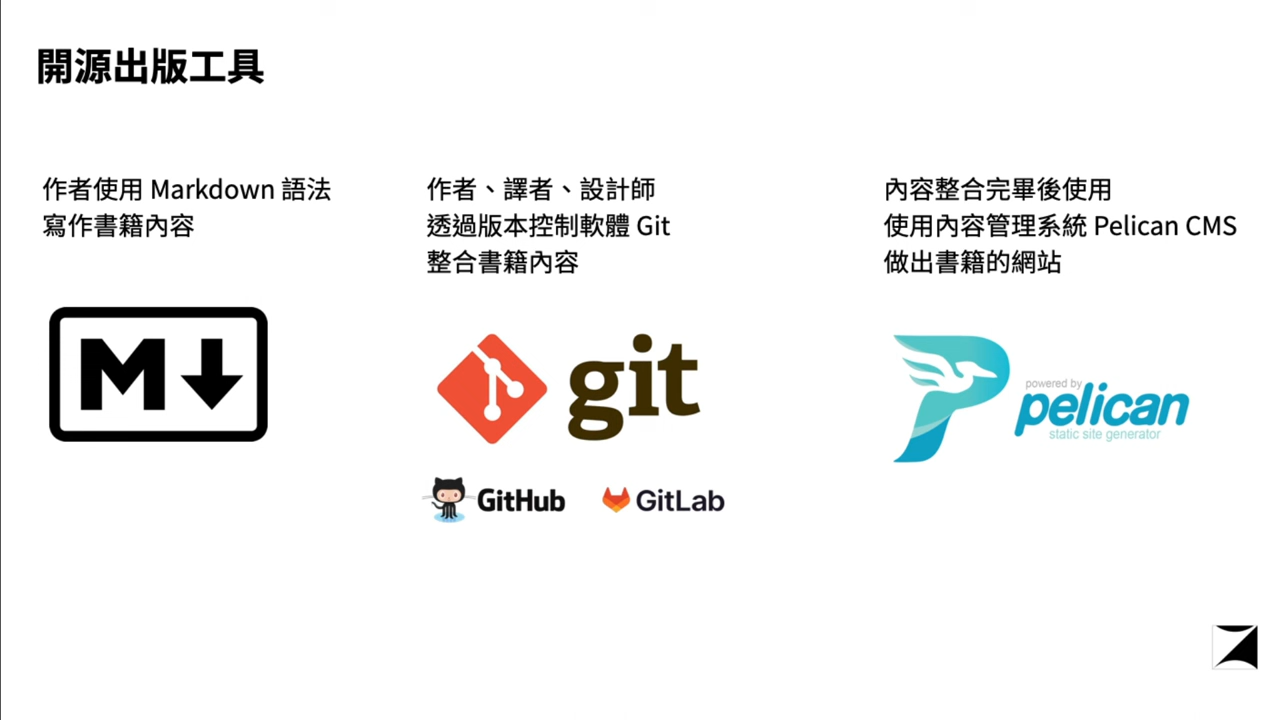 開源出版工具
作者使用 Markdown 語法
寫作書籍內容
作者、譯者、設計師
透過版本控制軟體 Git
整合書籍內容
內容整合完畢後使用
使用內容管理系統 Pelican CMS
做出書籍的網站
M
git
GitHub
GitLab
powered by
pelican
static site generator